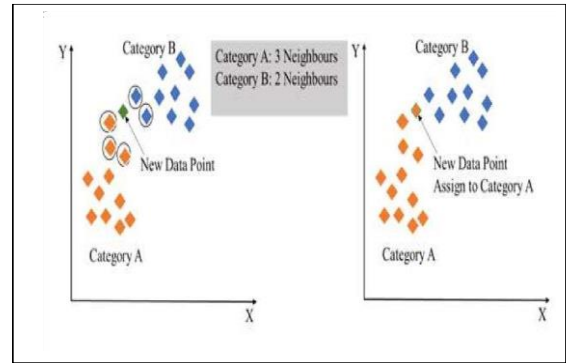 Y
Category B
Category A: 3 Neighbours
Category B: 2 Neighbours
New Data Point
Category A
X
Y
Category B
New Data Point
Assign to Category A
Category A
X